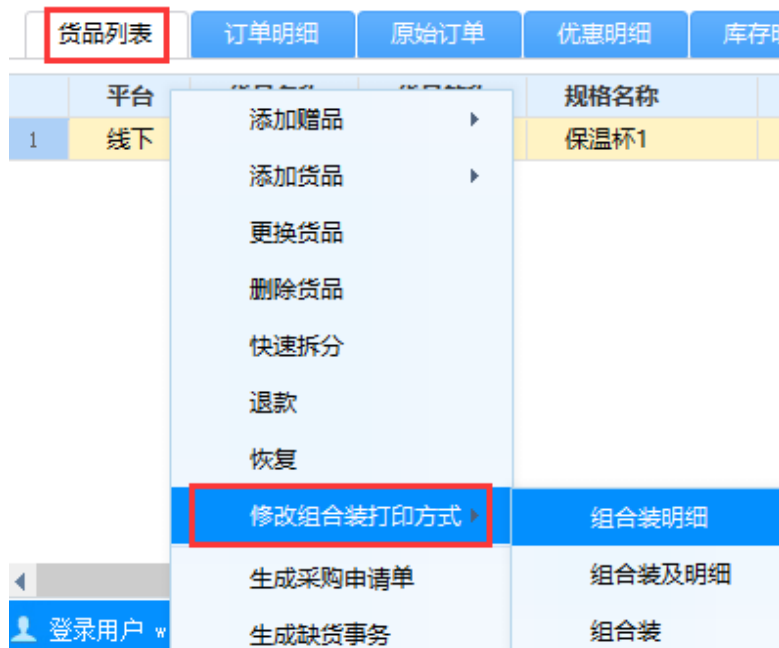 货品列表 订单明细 原始订单 优惠明细 库存明
平台 规格名称
1 线下 保温杯1
添加赠品
添加货品
更换货品
删除货品
快速拆分
退款
恢复
修改组合装打印方式 组合装明细
生成采购申请单 组合装及明细
登录用户 w 生成缺货事务 组合装